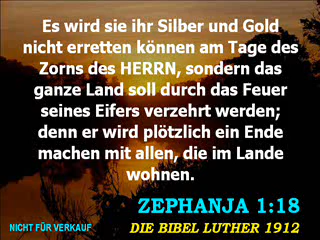 Es wird sie ihr Silber und Gold
nicht erretten können am Tage des
Zorns des HERRN, sondern das
ganze Land soll durch das Feuer
seines Eifers verzehrt werden;
denn er wird plötzlich ein Ende
machen mit allen, die im Lande
wohnen.
ZEPHANJA 1:18
NICHT FÜR VERKAUF
DIE BIBEL LUTHER 1912